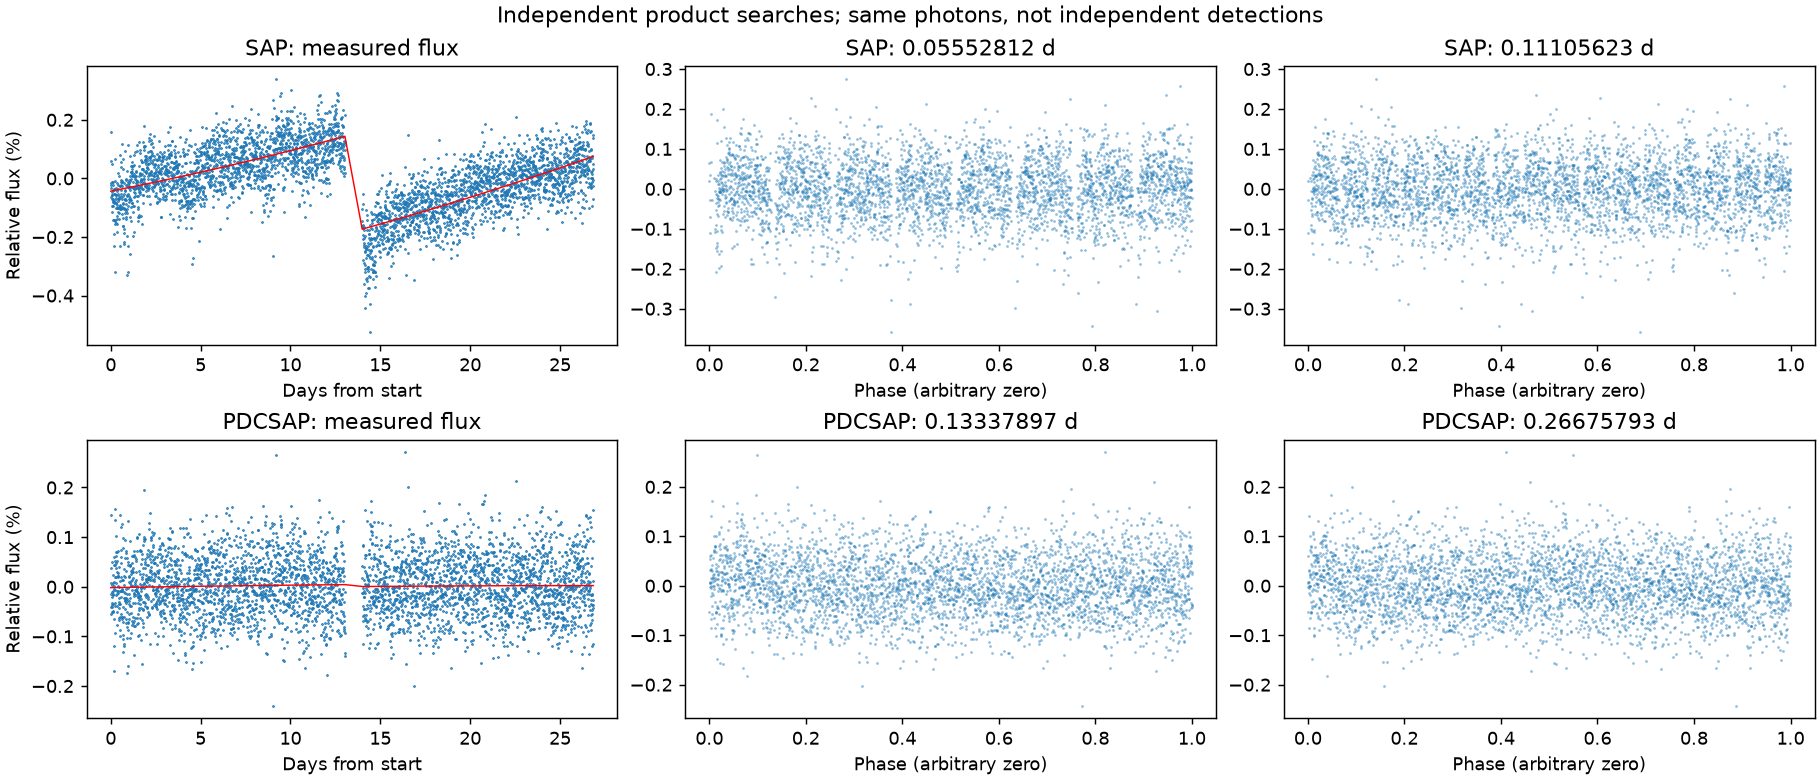 Independent product searches; same photons, not independent detections
SAP: measured flux
Relative flux (%)
0.2
0.0
−0.2
−0.4
0 5 10 15 20 25
Days from start
SAP: 0.05552812 d
0.3
0.2
0.1
0.0
−0.1
−0.2
−0.3
0.0 0.2 0.4 0.6 0.8 1.0
Phase (arbitrary zero)
SAP: 0.11105623 d
0.3
0.2
0.1
0.0
−0.1
−0.2
−0.3
0.0 0.2 0.4 0.6 0.8 1.0
Phase (arbitrary zero)
PDCSAP: measured flux
Relative flux (%)
0.2
0.1
0.0
−0.1
−0.2
0 5 10 15 20 25
Days from start
PDCSAP: 0.13337897 d
0.2
0.1
0.0
−0.1
−0.2
0.0 0.2 0.4 0.6 0.8 1.0
Phase (arbitrary zero)
PDCSAP: 0.26675793 d
0.2
0.1
0.0
−0.1
−0.2
0.0 0.2 0.4 0.6 0.8 1.0
Phase (arbitrary zero)